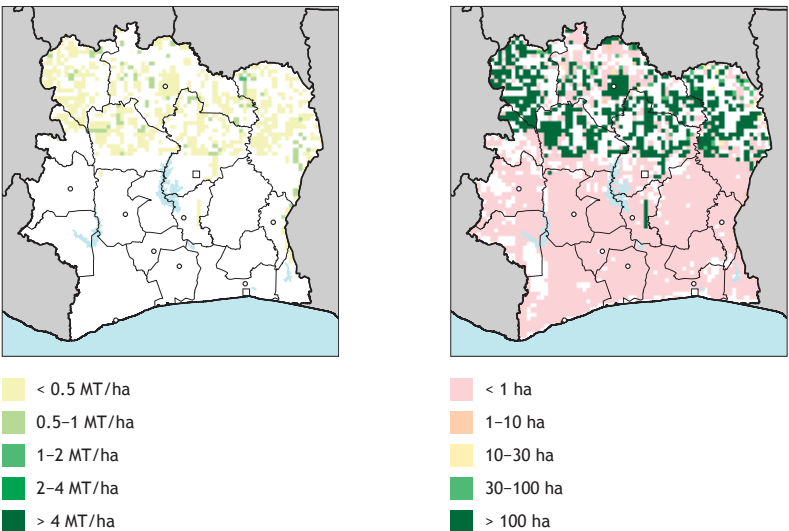 < 0.5 MT/ha
0.5–1 MT/ha
1–2 MT/ha
2–4 MT/ha
> 4 MT/ha
< 1 ha
1–10 ha
10–30 ha
30–100 ha
> 100 ha